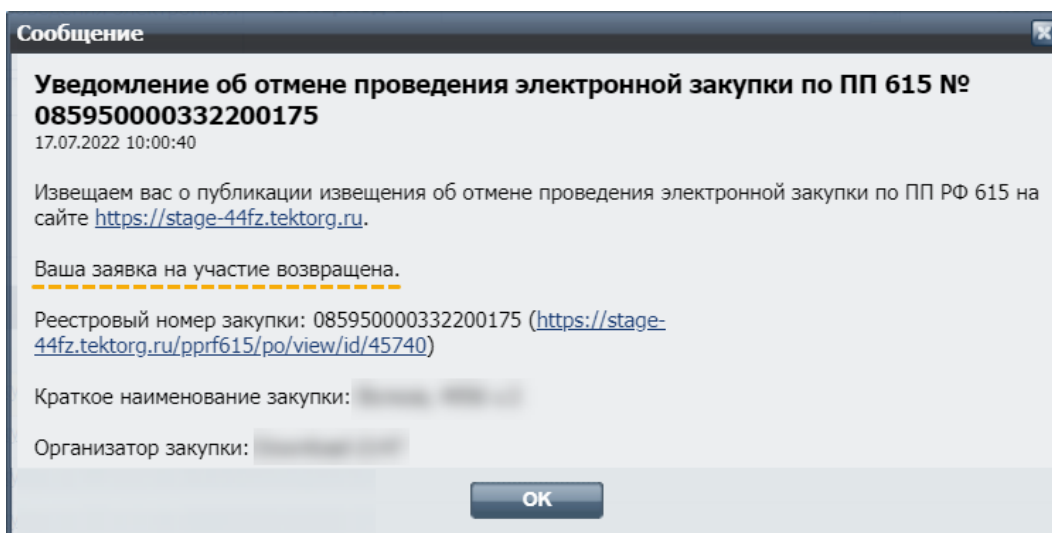 Сообщение
Уведомление об отмене проведения электронной закупки по ПП 615 №
085950000332200175
17.07.2022 10:00:40
Извещаем вас о публикации извещения об отмене проведения электронной закупки по ПП РФ 615 на
сайте https://stage-44fz.tektorg.ru.
Ваша заявка на участие возвращена.
Реестровый номер закупки: 085950000332200175 (https://stage-
44fz.tektorg.ru/pprf615/po/view/id/45740)
Краткое наименование закупки:
Организатор закупки:
ОК